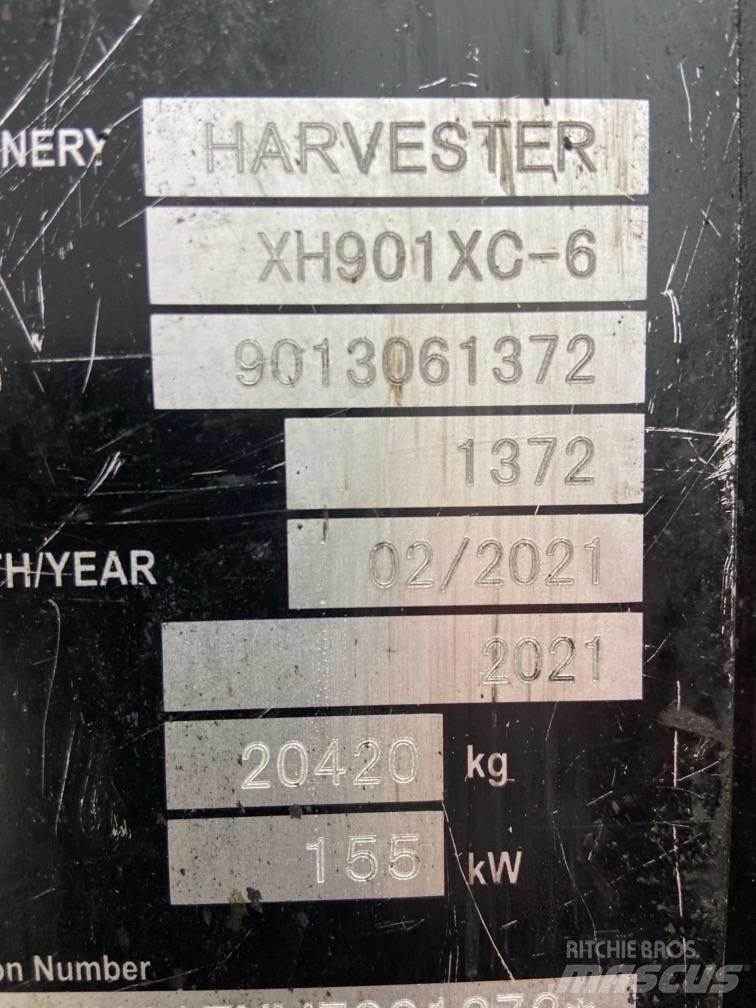 NERY HARVESTER
XH901XC-6
9013061372
1372
TH/YEAR 02/2021
2021
20420 kg
155 kW
on Number
RITCHIE BROS.
MASCUS